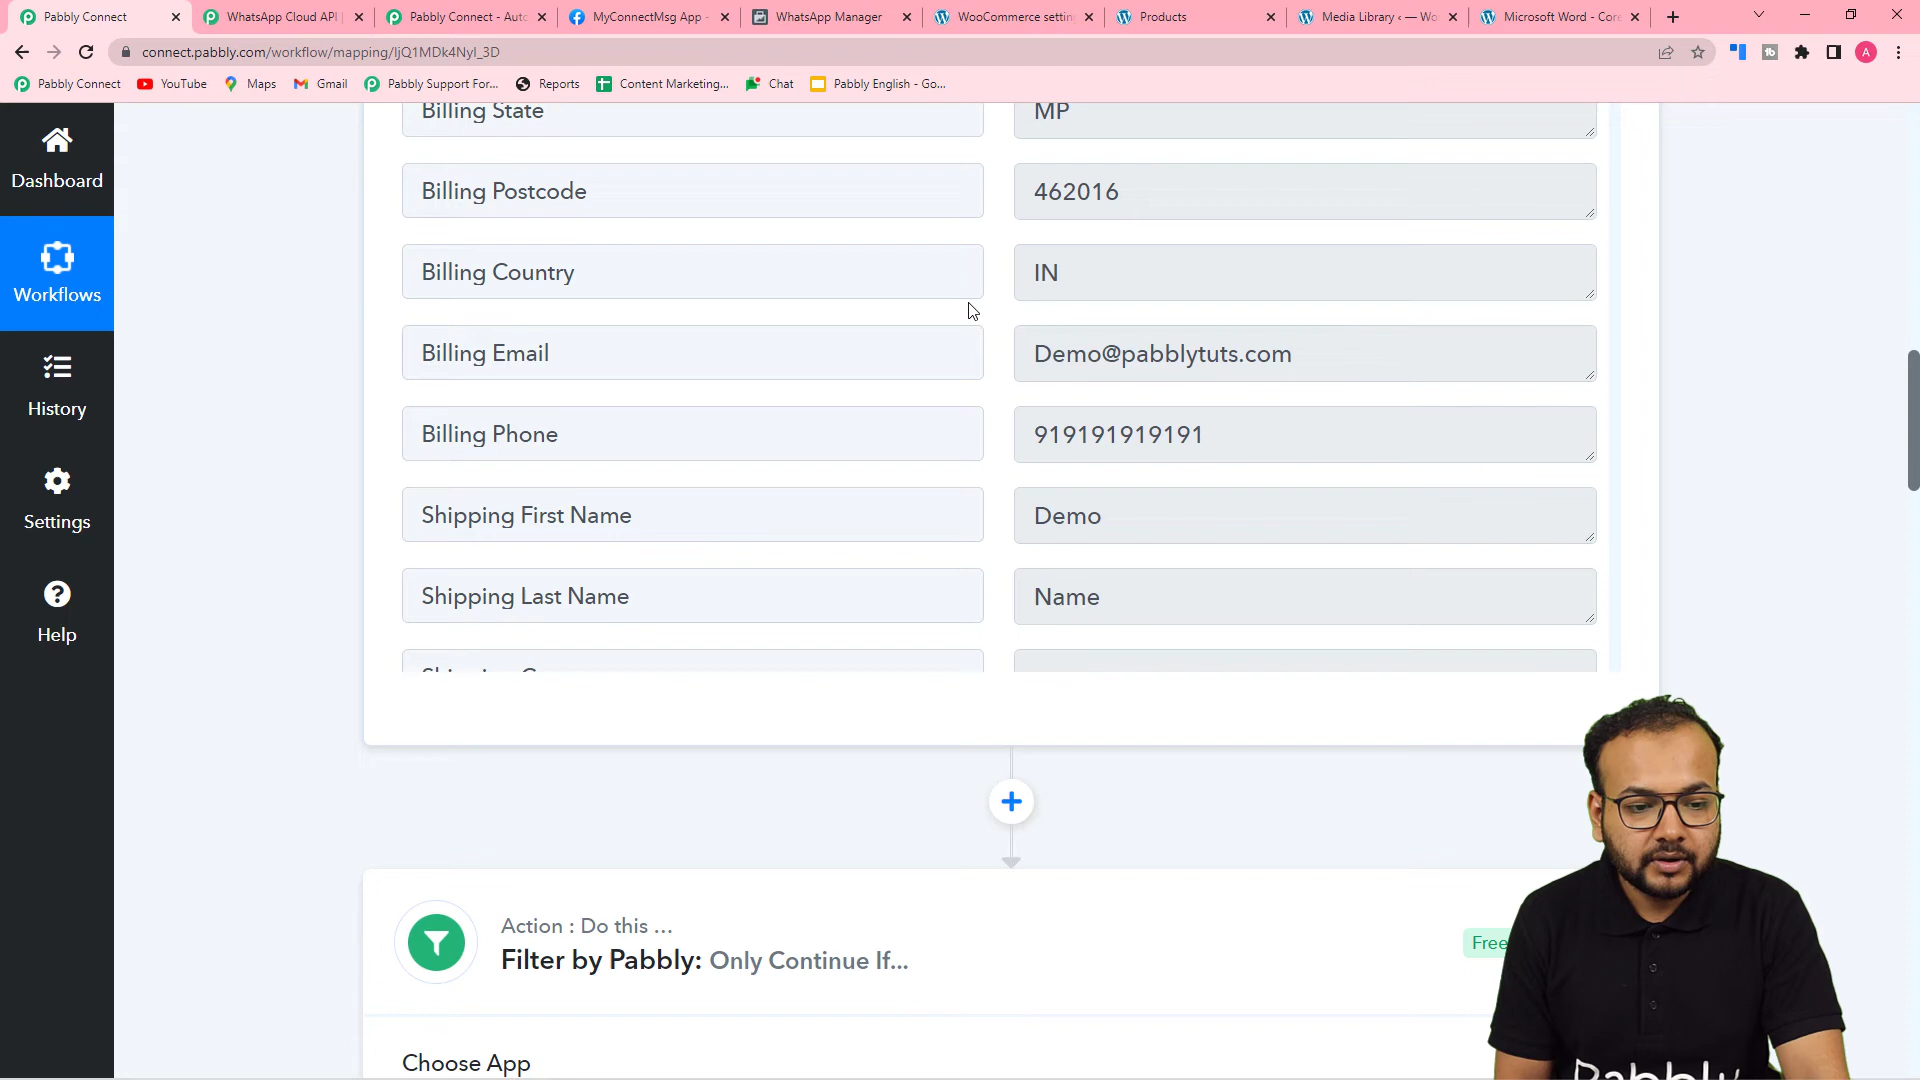 Pabbly Connect
WhatsApp Cloud API
Pabbly Connect - Auto
MyConnectMsg App -
WhatsApp Manager
WooCommerce settin
Products
Media Library ‹ — Wo
Microsoft Word - Cor
connect.pabbly.com/workflow/mapping/IjQ1MDk4NyI_3D
A
Pabbly Connect
YouTube
Maps
Gmail
Pabbly Support For...
Reports
Content Marketing...
Chat
Pabbly English - Go...
Dashboard
Workflows
History
Settings
Help
Billing State
MP
Billing Postcode
462016
Billing Country
IN
Billing Email
Demo@pabblytuts.com
Billing Phone
919191919191
Shipping First Name
Demo
Shipping Last Name
Name
Action : Do this ...
Free
Filter by Pabbly: Only Continue If...
Choose App
Pabbly